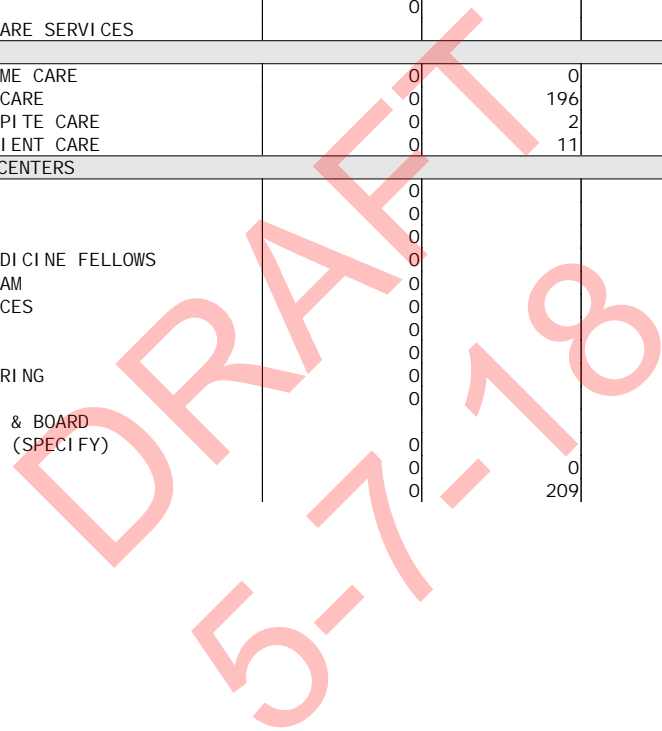 0
ARE SERVICES
ME CARE 0 0
CARE 0 196
PITE CARE 0 2
IENT CARE 0 11
CENTERS
0
0
0
DICINE FELLOWS 0
AM 0
CES 0
0
0
RING 0
0
& BOARD
(SPECIFY) 0
0 0
0 209
DRAFT
5-7-18